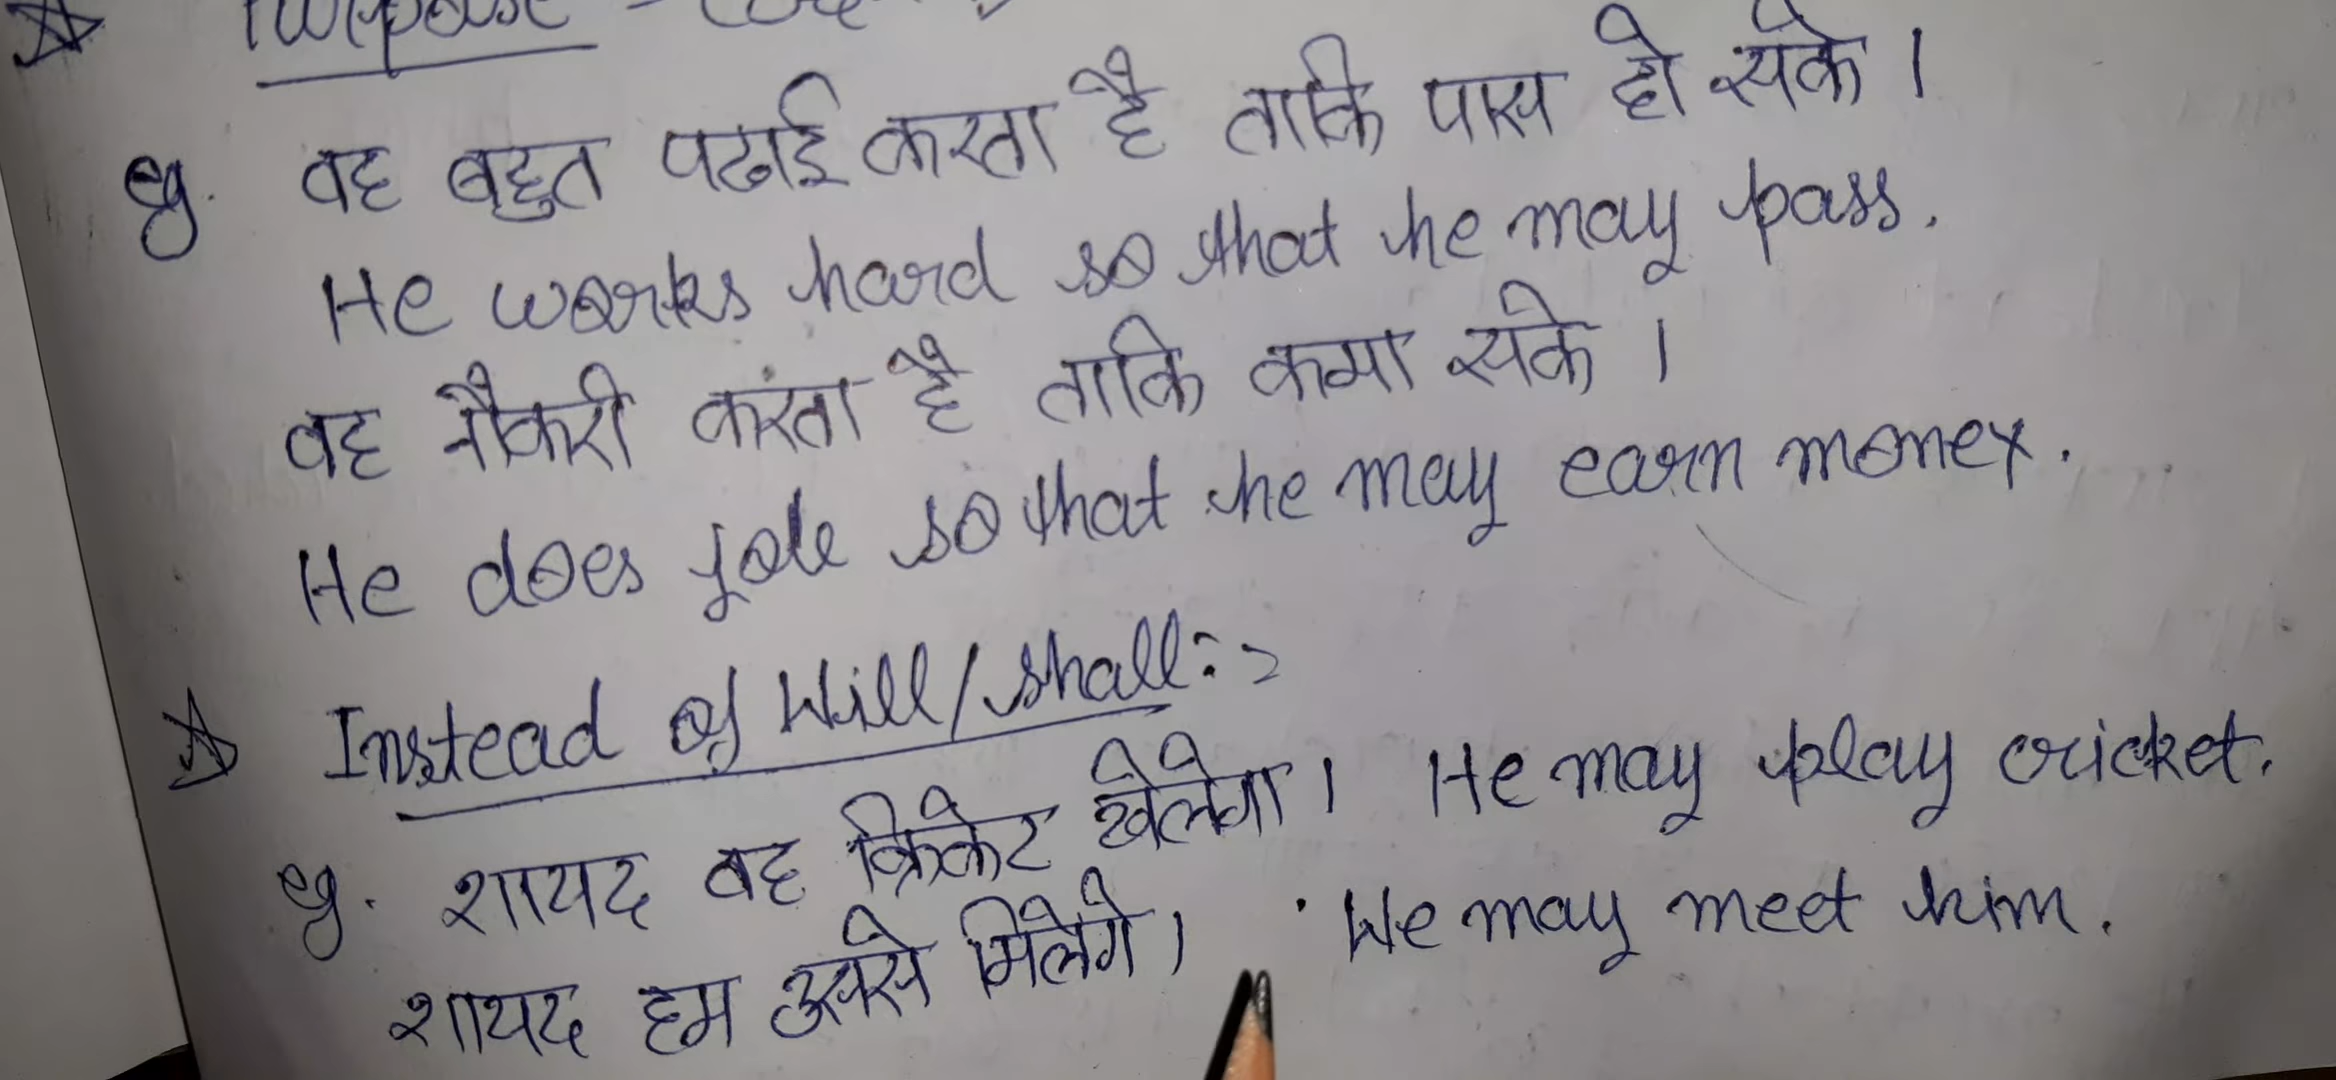 Purpose -
eg. वह बहुत पढाई करता है ताकि पास हो सके।
He works hard so that he may pass.
वह नौकरी करता है ताकि कमा सके।
He does job so that he may earn money.
Instead of Will/shall:->
eg. शायद वह क्रिकेट खेलेगा। He may play cricket.
शायद हम उससे मिलेगे। We may meet him.